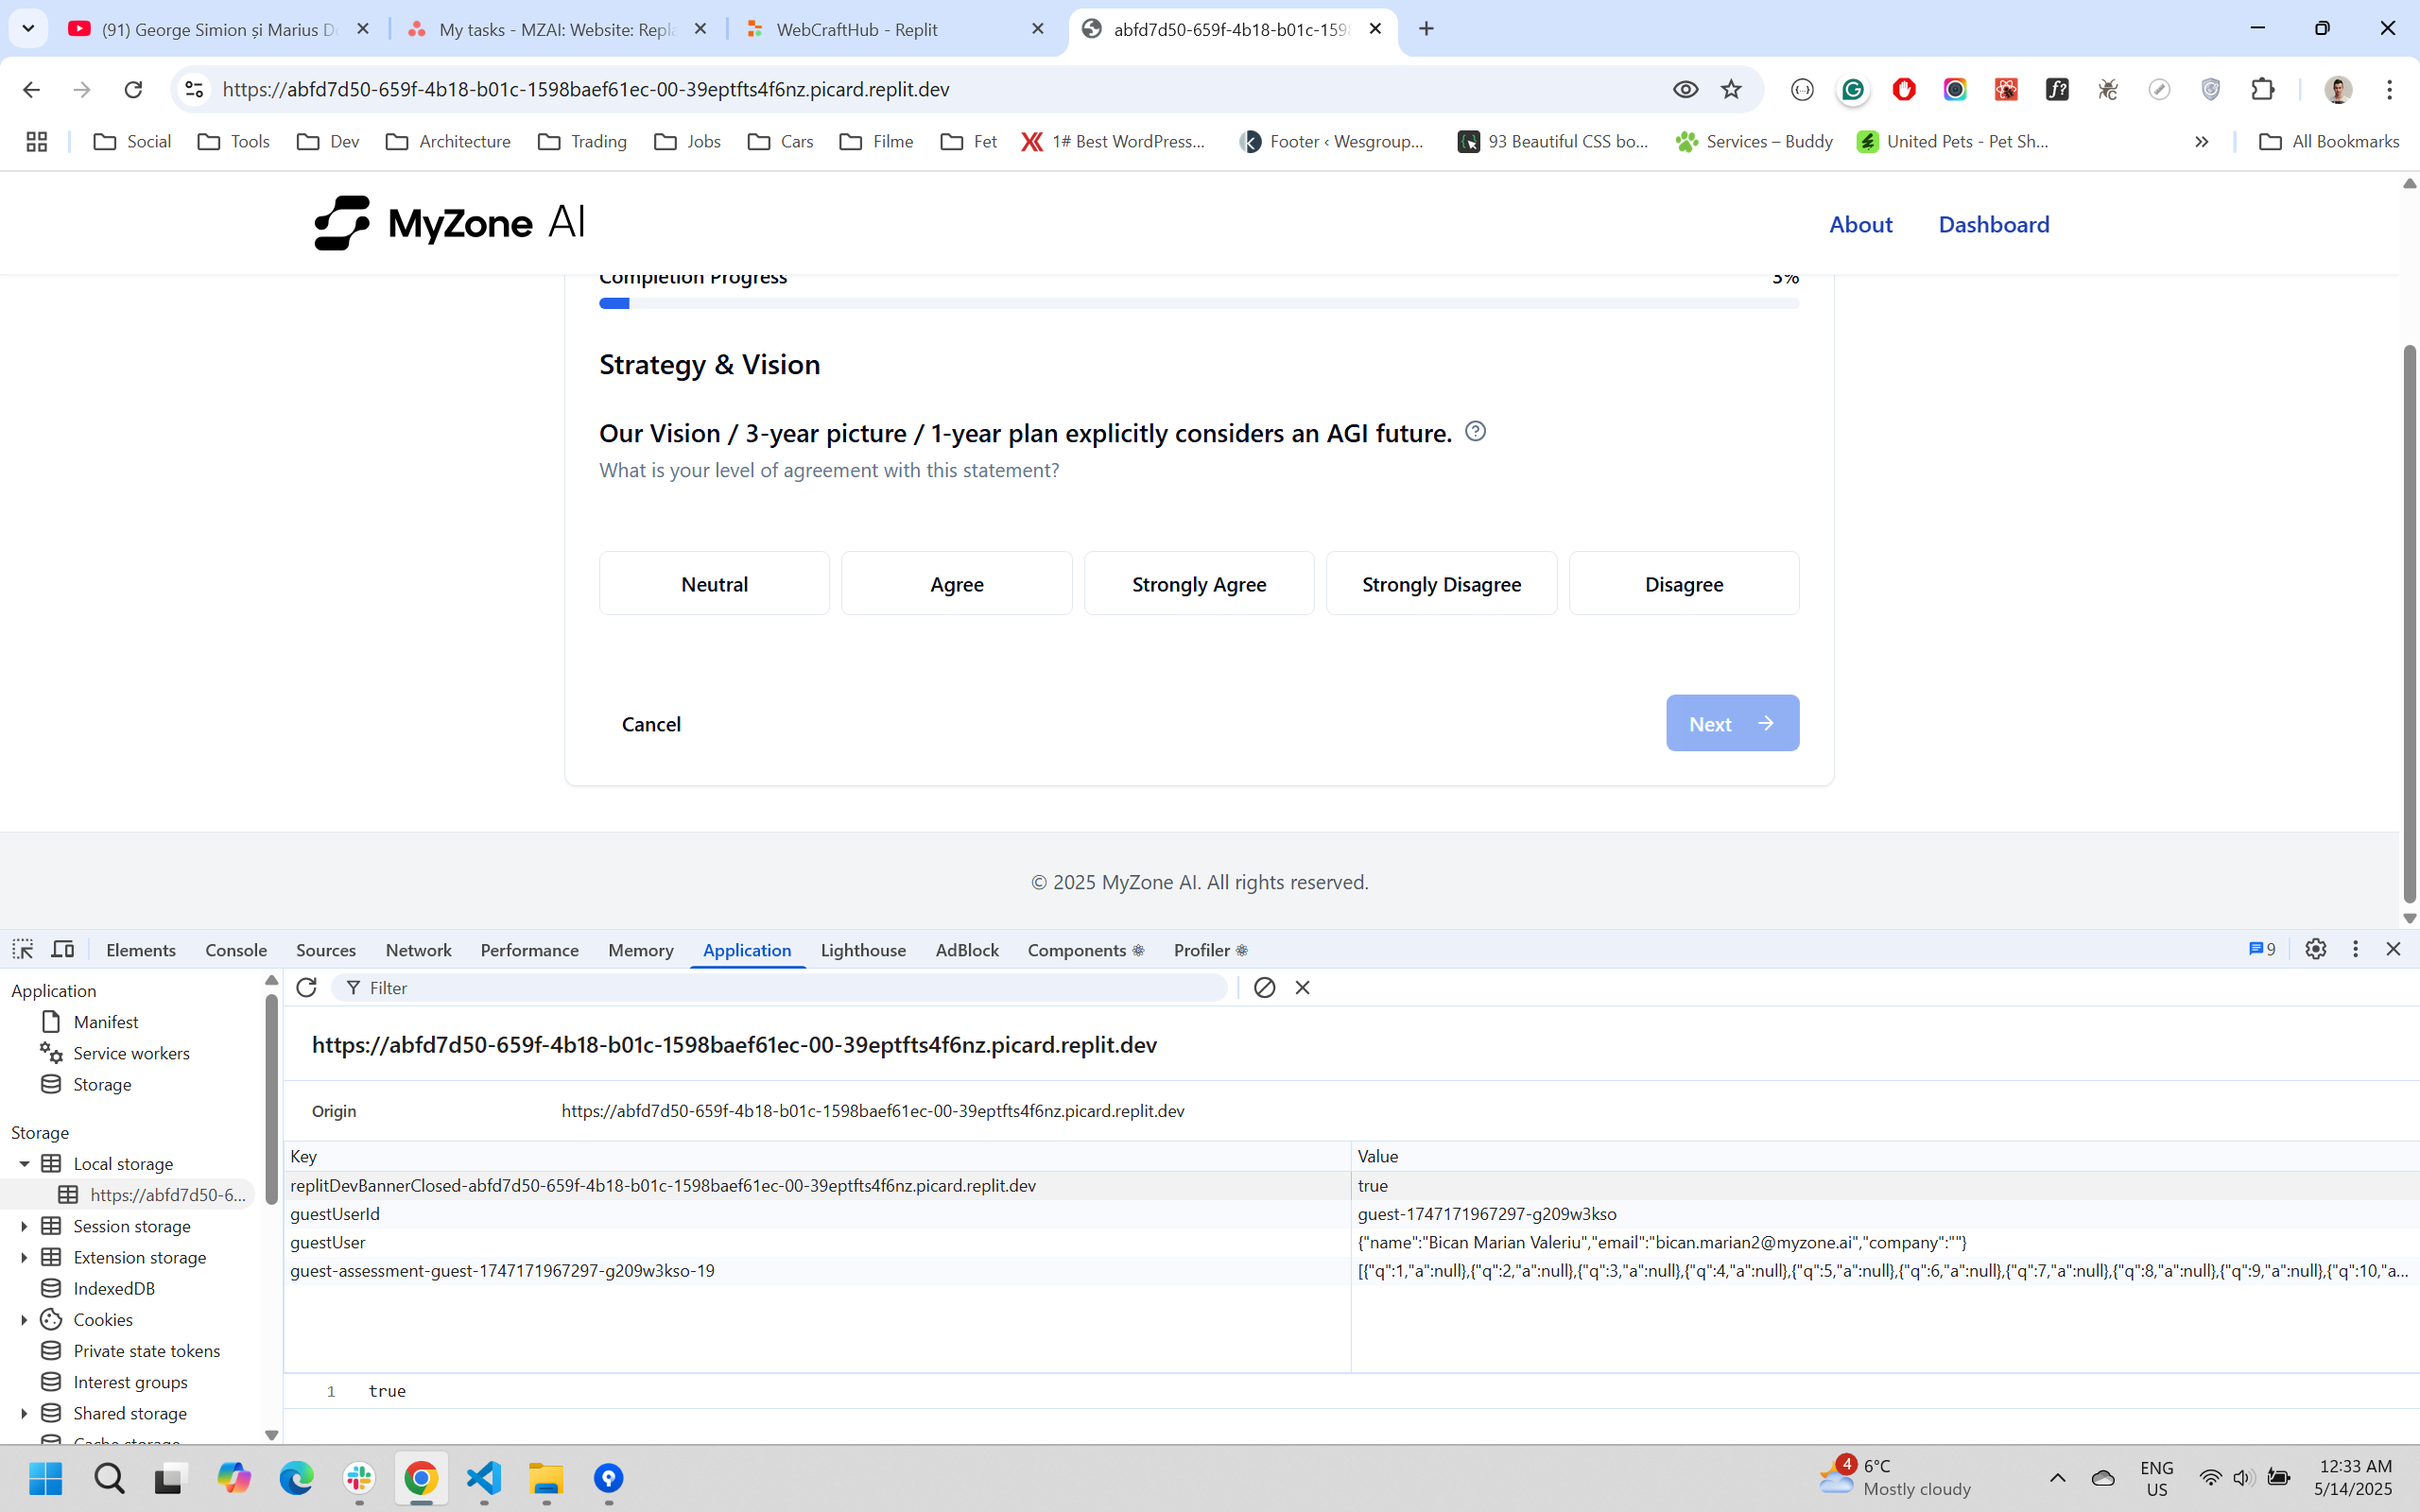 (91) George Simion și Marius Do
My tasks - MZAI: Website: Repla
WebCraftHub - Replit
abfd7d50-659f-4b18-b01c-1598
https://abfd7d50-659f-4b18-b01c-1598baef61ec-00-39eptfts4f6nz.picard.replit.dev
Social
Tools
Dev
Architecture
Trading
Jobs
Cars
Filme
Fet
1# Best WordPress...
Footer ‹ Wesgroup...
93 Beautiful CSS bo...
Services – Buddy
United Pets - Pet Sh...
All Bookmarks
MyZone AI
About
Dashboard
Completion Progress
3%
Strategy & Vision
Our Vision / 3-year picture / 1-year plan explicitly considers an AGI future.
What is your level of agreement with this statement?
Neutral
Agree
Strongly Agree
Strongly Disagree
Disagree
Cancel
Next
© 2025 MyZone AI. All rights reserved.
Elements
Console
Sources
Network
Performance
Memory
Application
Lighthouse
AdBlock
Components
Profiler
9
Application
Manifest
Service workers
Storage
Storage
Local storage
https://abfd7d50-6...
Session storage
Extension storage
IndexedDB
Cookies
Private state tokens
Interest groups
Shared storage
Cache storage
Filter
https://abfd7d50-659f-4b18-b01c-1598baef61ec-00-39eptfts4f6nz.picard.replit.dev
Origin
https://abfd7d50-659f-4b18-b01c-1598baef61ec-00-39eptfts4f6nz.picard.replit.dev
Key
Value
replitDevBannerClosed-abfd7d50-659f-4b18-b01c-1598baef61ec-00-39eptfts4f6nz.picard.replit.dev
true
guestUserId
guest-1747171967297-g209w3kso
guestUser
{"name":"Bican Marian Valeriu","email":"bican.marian2@myzone.ai","company":""}
guest-assessment-guest-1747171967297-g209w3kso-19
[{"q":1,"a":null},{"q":2,"a":null},{"q":3,"a":null},{"q":4,"a":null},{"q":5,"a":null},{"q":6,"a":null},{"q":7,"a":null},{"q":8,"a":null},{"q":9,"a":null},{"q":10,"a...
1 true
4
6°C
Mostly cloudy
ENG
US
12:33 AM
5/14/2025